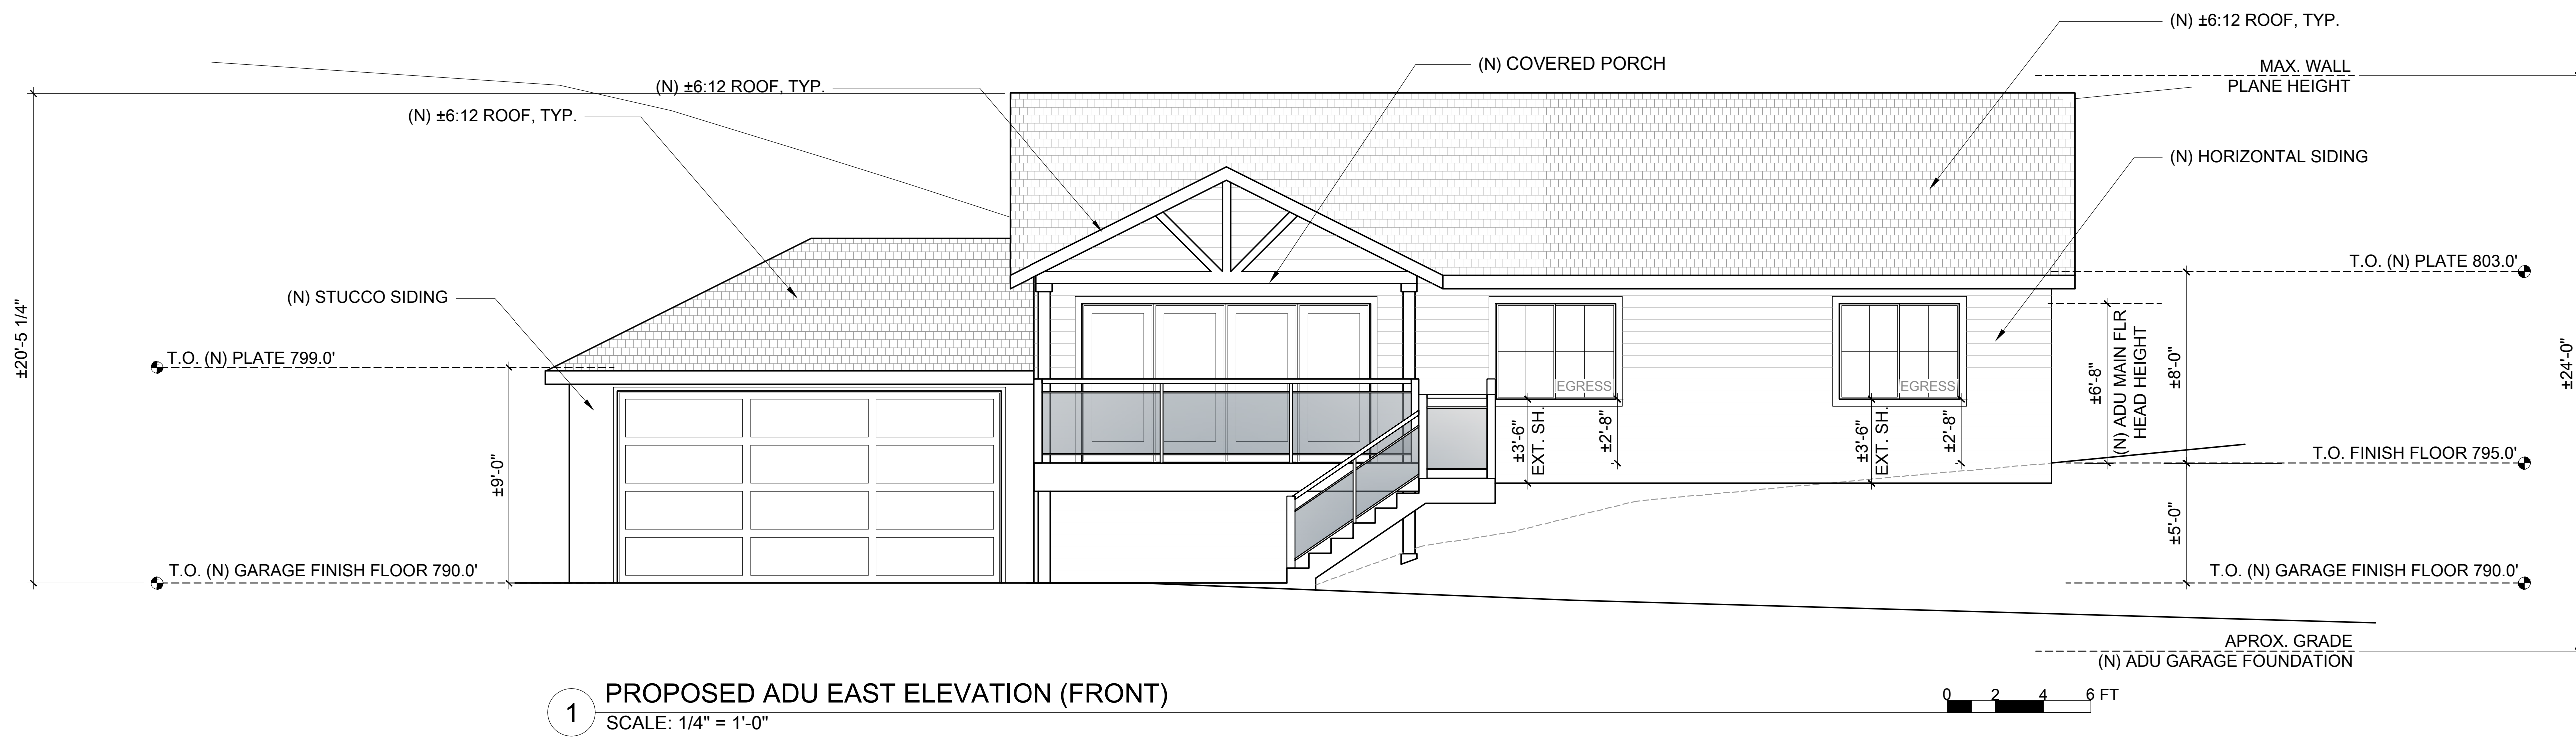 (N) ±6:12 ROOF, TYP.
(N) COVERED PORCH
MAX. WALL
PLANE HEIGHT
(N) ±6:12 ROOF, TYP.
(N) ±6:12 ROOF, TYP.
(N) HORIZONTAL SIDING
T.O. (N) PLATE 803.0'
(N) STUCCO SIDING
±20'-5 1/4"
T.O. (N) PLATE 799.0'
±9'-0"
EGRESS
EGRESS
±3'-6"
EXT. SH.
±2'-8"
±3'-6"
EXT. SH.
±2'-8"
±6'-8"
(N) ADU MAIN FLR
HEAD HEIGHT
±8'-0"
±24'-0"
T.O. FINISH FLOOR 795.0'
±5'-0"
T.O. (N) GARAGE FINISH FLOOR 790.0'
T.O. (N) GARAGE FINISH FLOOR 790.0'
APROX. GRADE
(N) ADU GARAGE FOUNDATION
1
PROPOSED ADU EAST ELEVATION (FRONT)
SCALE: 1/4" = 1'-0"
0 2 4 6 FT